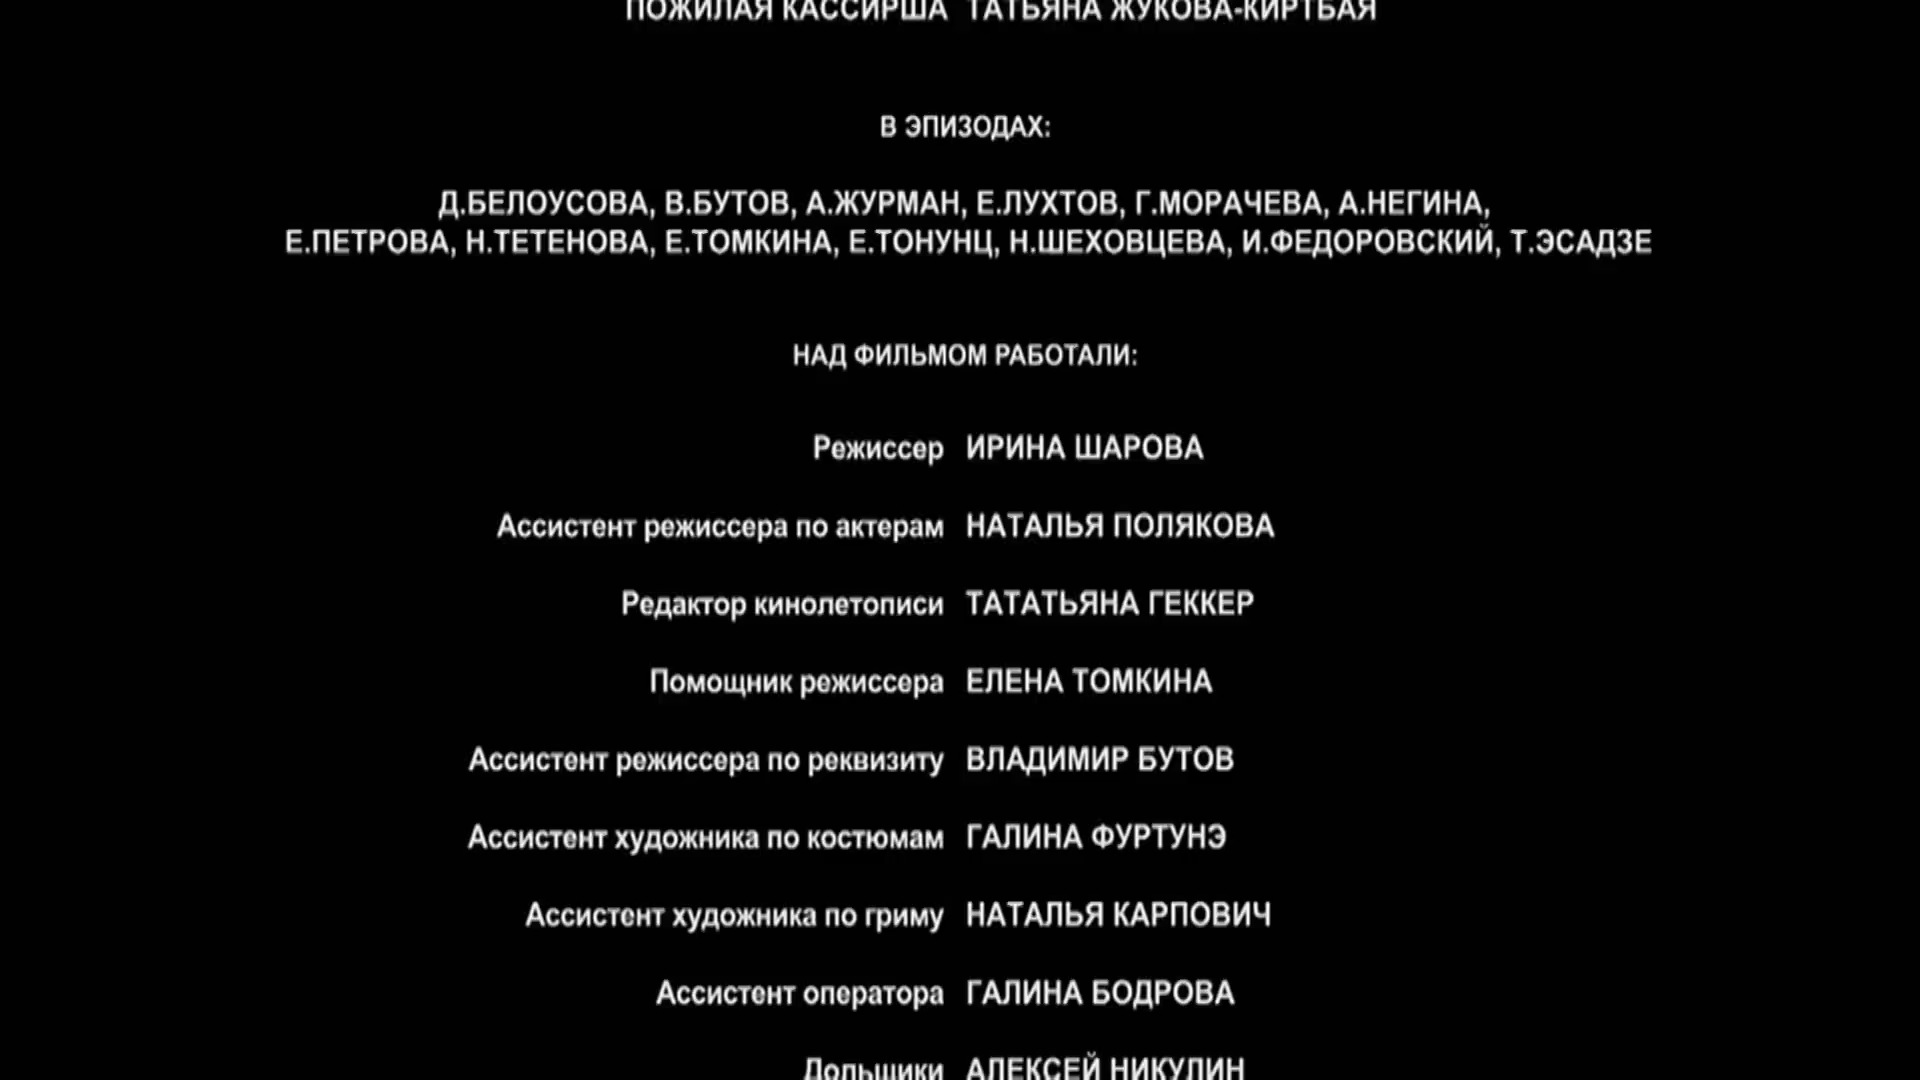 ПОЖИЛАЯ КАССИРША ТАТЬЯНА ЖУКОВА-КИРТБАЯ
В ЭПИЗОДАХ:
Д.БЕЛОУСОВА, В.БУТОВ, А.ЖУРМАН, Е.ЛУХТОВ, Г.МОРАЧЕВА, А.НЕГИНА,
Е.ПЕТРОВА, Н.ТЕТЕНОВА, Е.ТОМКИНА, Е.ТОНУНЦ, Н.ШЕХОВЦЕВА, И.ФЕДОРОВСКИЙ, Т.ЭСАДЗЕ
НАД ФИЛЬМОМ РАБОТАЛИ:
Режиссер ИРИНА ШАРОВА
Ассистент режиссера по актерам НАТАЛЬЯ ПОЛЯКОВА
Редактор кинолетописи ТАТАТЬЯНА ГЕККЕР
Помощник режиссера ЕЛЕНА ТОМКИНА
Ассистент режиссера по реквизиту ВЛАДИМИР БУТОВ
Ассистент художника по костюмам ГАЛИНА ФУРТУНЭ
Ассистент художника по гриму НАТАЛЬЯ КАРПОВИЧ
Ассистент оператора ГАЛИНА БОДРОВА
Дольщики АЛЕКСЕЙ НИКУЛИН